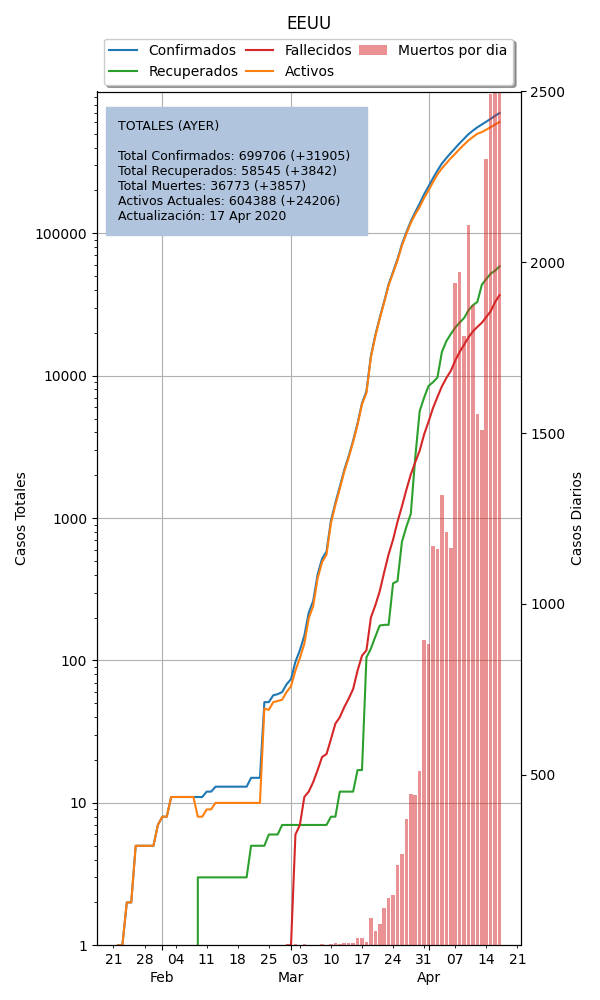 EEUU
Confirmados Fallecidos Muertos por dia
Recuperados Activos
TOTALES (AYER)
Total Confirmados: 699706 (+31905)
Total Recuperados: 58545 (+3842)
Total Muertes: 36773 (+3857)
Activos Actuales: 604388 (+24206)
Actualización: 17 Apr 2020
Casos Totales
100000
10000
1000
100
10
1
2500
2000
1500
1000
500
Casos Diarios
21 28 04 11 18 25 03 10 17 24 31 07 14 21
Feb Mar Apr